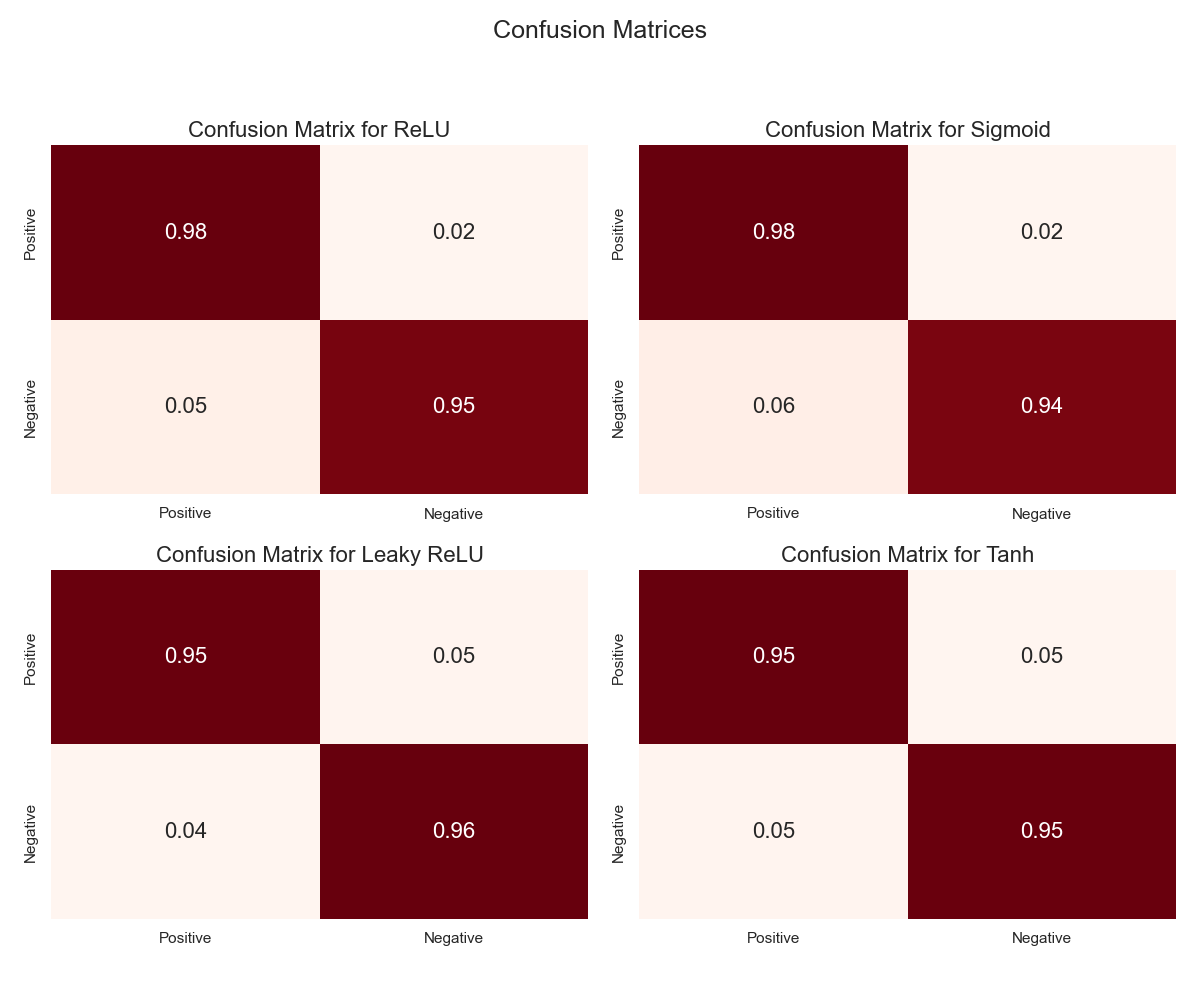 Confusion Matrices
Confusion Matrix for ReLU
Positive
0.98
0.02
Negative
0.05
0.95
Positive
Negative
Confusion Matrix for Sigmoid
Positive
0.98
0.02
Negative
0.06
0.94
Positive
Negative
Confusion Matrix for Leaky ReLU
Positive
0.95
0.05
Negative
0.04
0.96
Positive
Negative
Confusion Matrix for Tanh
Positive
0.95
0.05
Negative
0.05
0.95
Positive
Negative